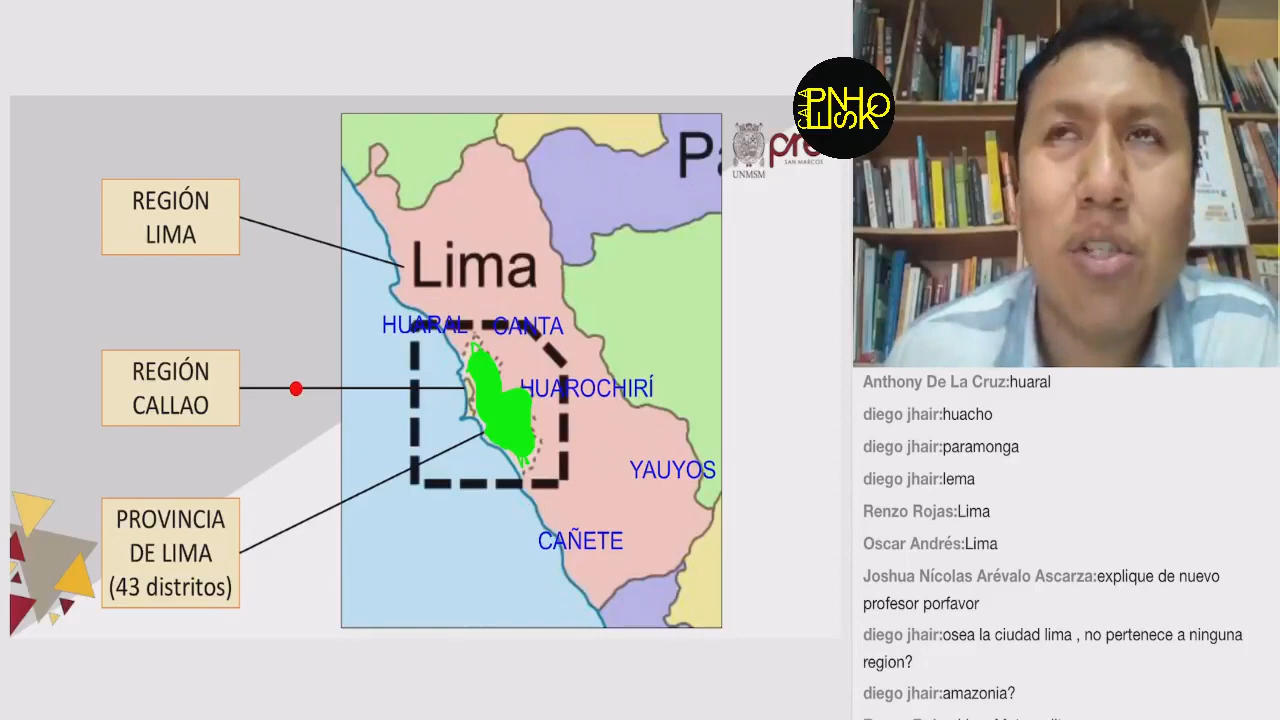 REGIÓN
LIMA
REGIÓN
CALLAO
PROVINCIA
DE LIMA
(43 distritos)
Lima
HUARAL
CANTA
HUAROCHIRÍ
YAUYOS
CAÑETE
UNMSM
SAN MARCOS
Anthony De La Cruz:huaral
diego jhair:huacho
diego jhair:paramonga
diego jhair:lema
Renzo Rojas:Lima
Oscar Andrés:Lima
Joshua Nícolas Arévalo Ascarza:explique de nuevo
profesor porfavor
diego jhair:osea la ciudad lima , no pertenece a ninguna
region?
diego jhair:amazonia?